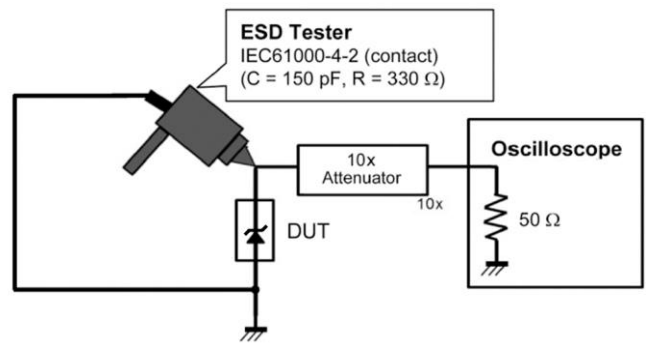 ESD Tester
IEC61000-4-2 (contact)
(C = 150 pF, R = 330 Ω)
10x
Attenuator
10x
Oscilloscope
50 Ω
DUT